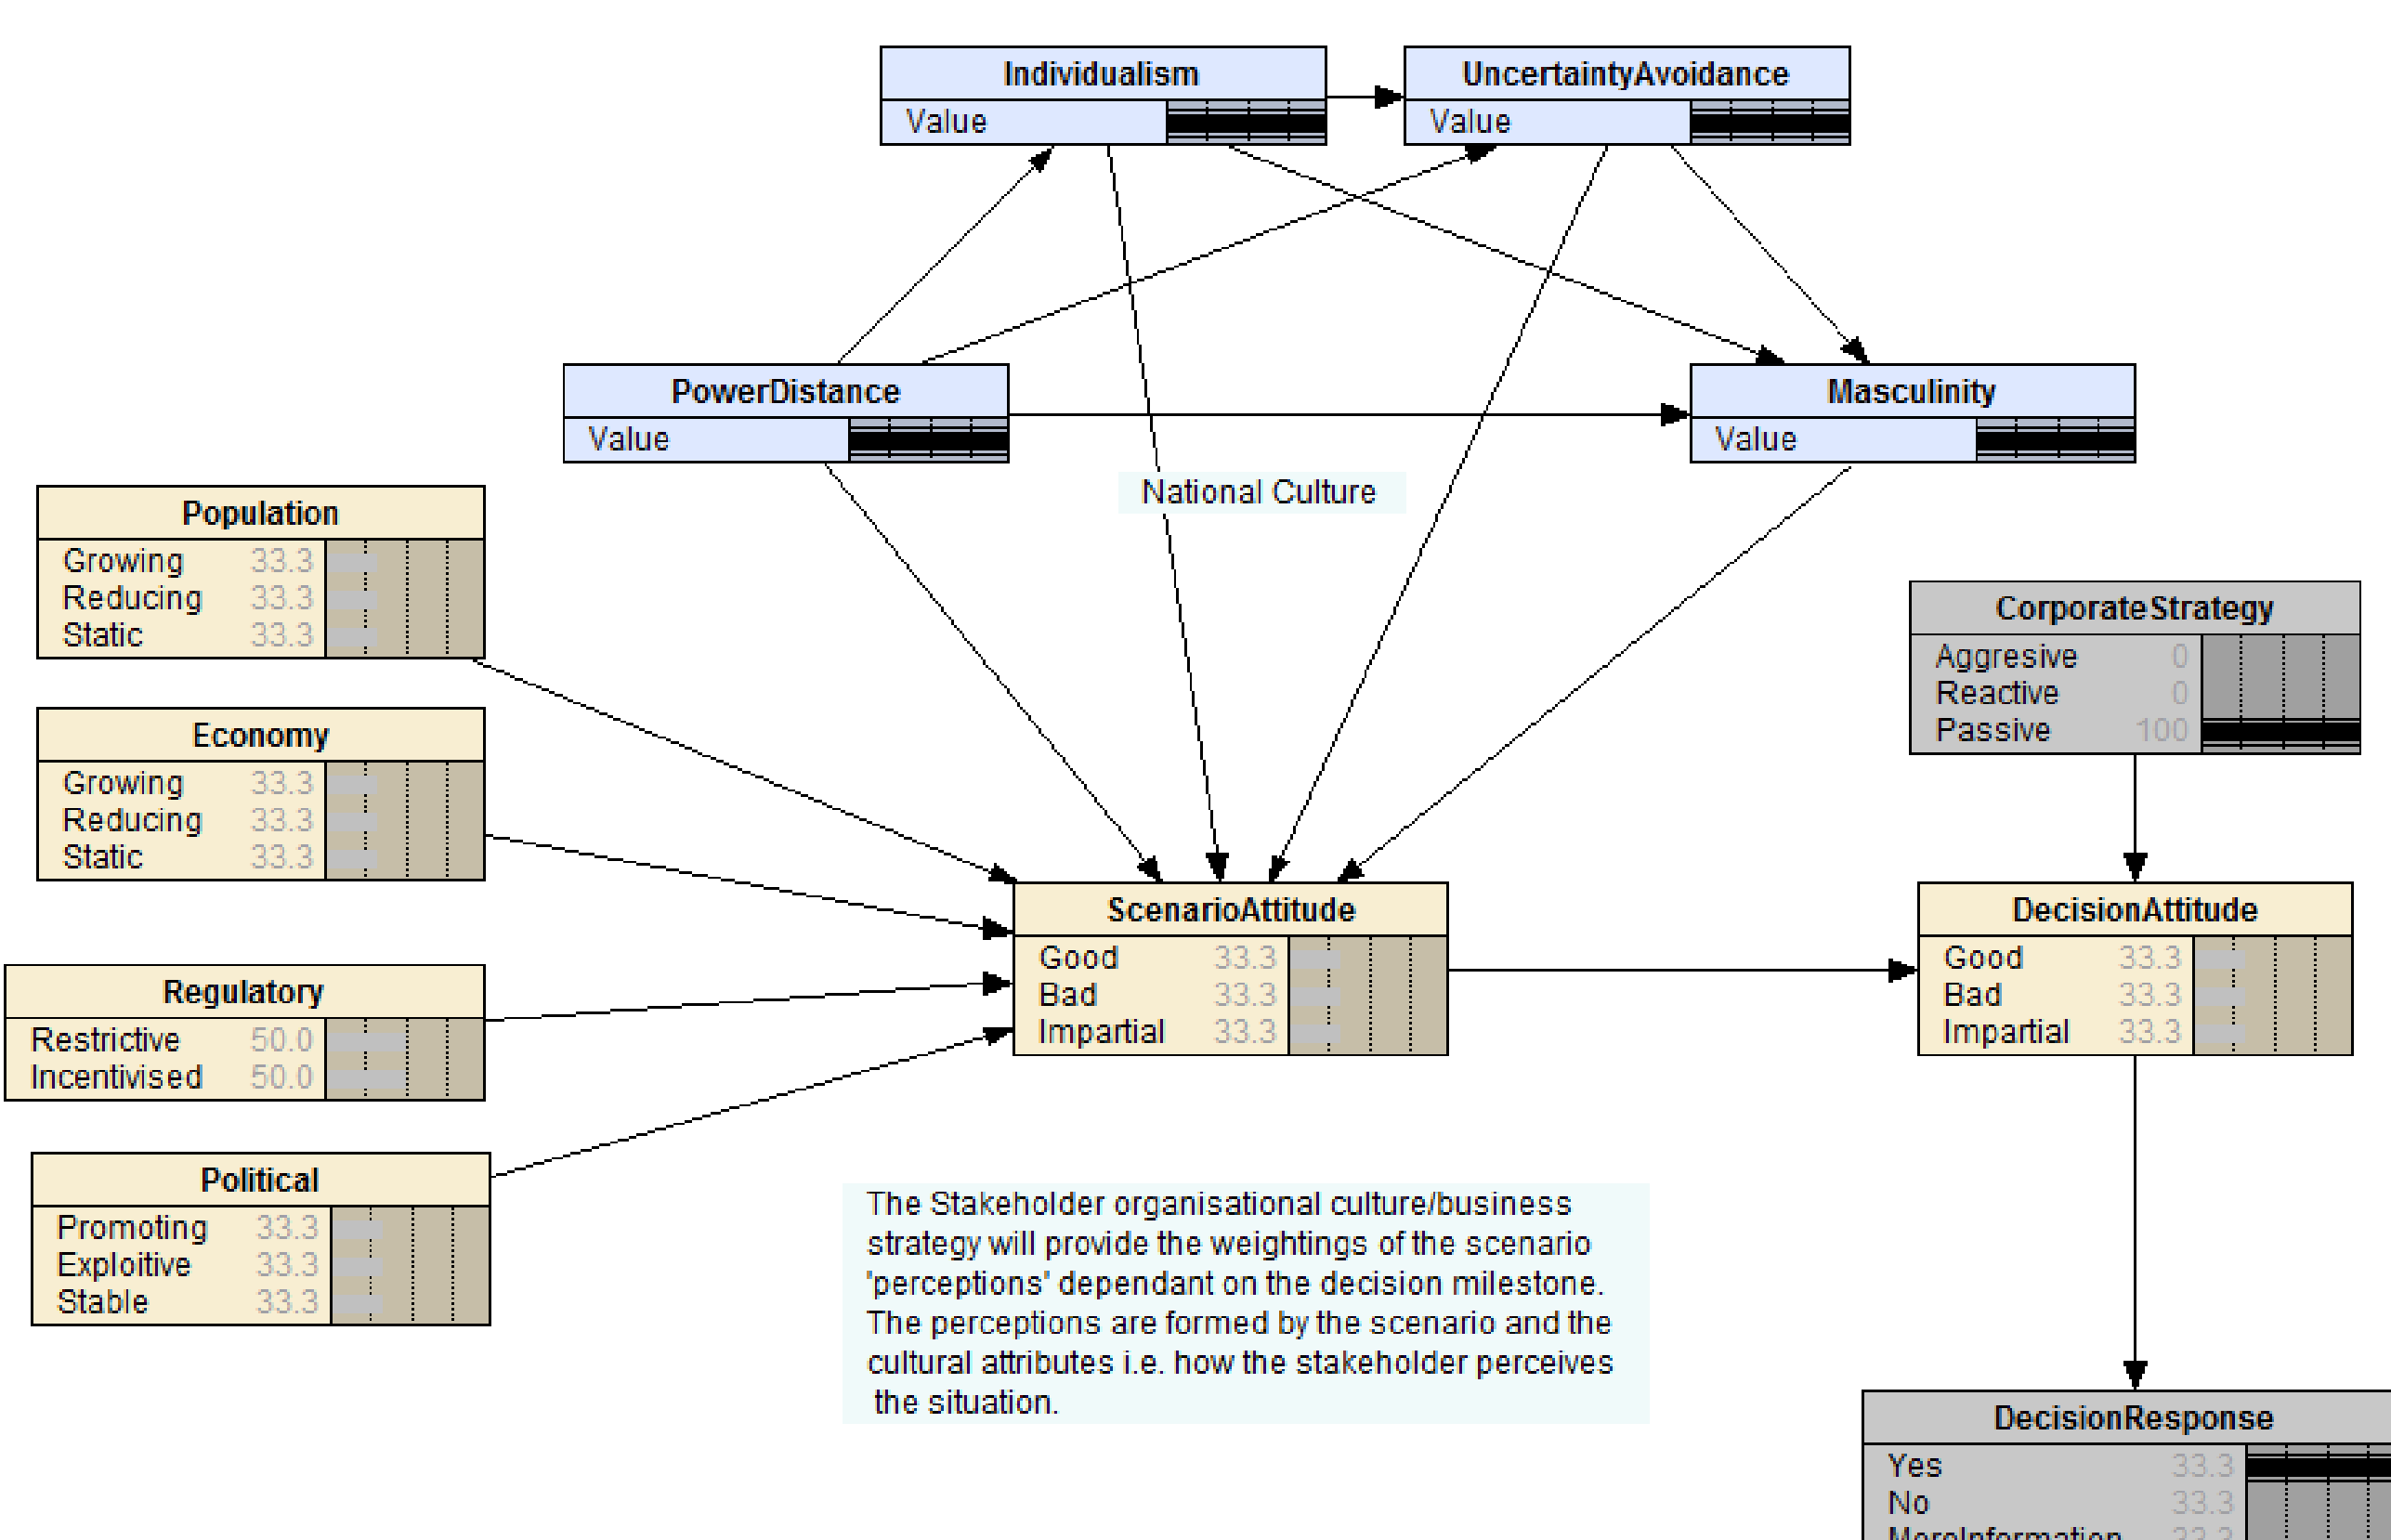 Individualism
Value
UncertaintyAvoidance
Value
PowerDistance
Value
Masculinity
Value
National Culture
Population
Growing 33.3
Reducing 33.3
Static 33.3
CorporateStrategy
Aggresive 0
Reactive 0
Passive 100
Economy
Growing 33.3
Reducing 33.3
Static 33.3
ScenarioAttitude
Good 33.3
Bad 33.3
Impartial 33.3
DecisionAttitude
Good 33.3
Bad 33.3
Impartial 33.3
Regulatory
Restrictive 50.0
Incentivised 50.0
Political
Promoting 33.3
Exploitive 33.3
Stable 33.3
The Stakeholder organisational culture/business
strategy will provide the weightings of the scenario
'perceptions' dependant on the decision milestone.
The perceptions are formed by the scenario and the
cultural attributes i.e. how the stakeholder perceives
the situation.
DecisionResponse
Yes 33.3
No 33.3
MoreInformation 33.3